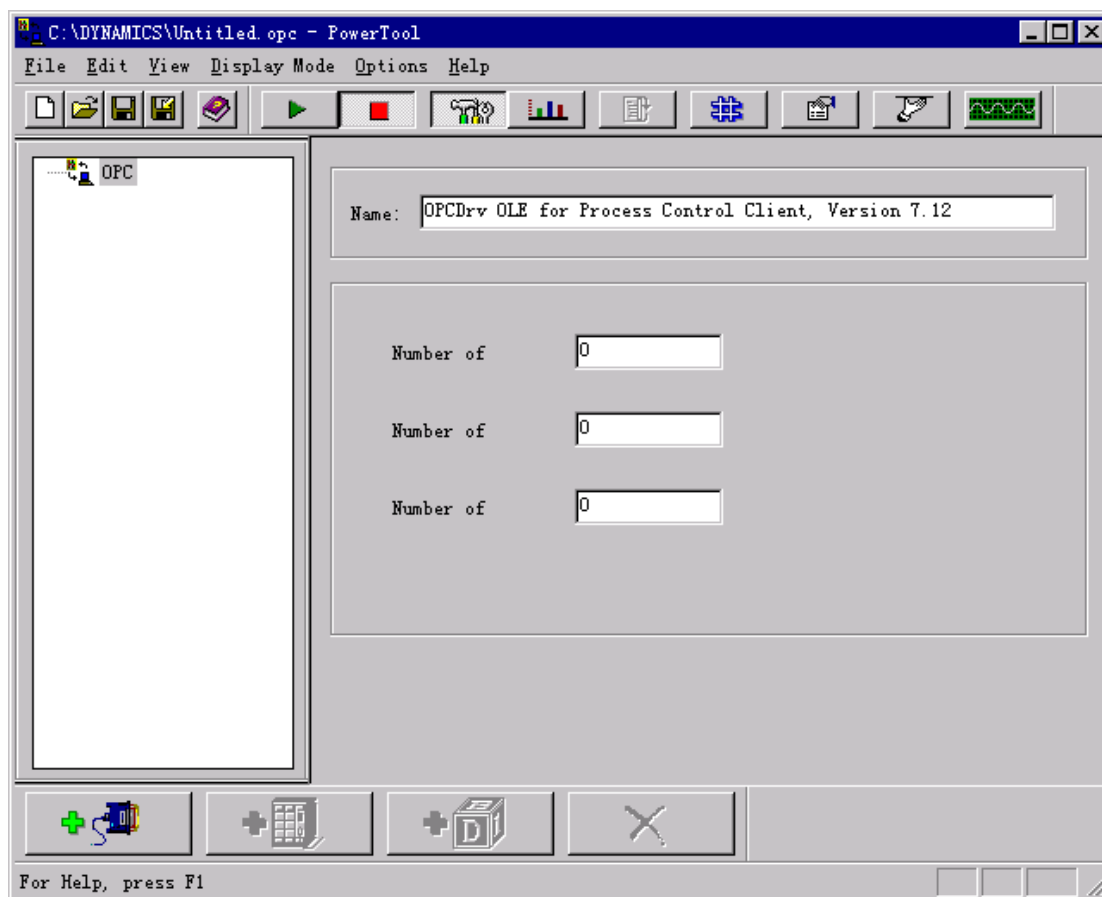 C:\DYNAMICS\Untitled.opc - PowerTool
File Edit View Display Mode Options Help
OPC
Name: OPCDrv OLE for Process Control Client, Version 7.12
Number of 0
Number of 0
Number of 0
D
For Help, press F1